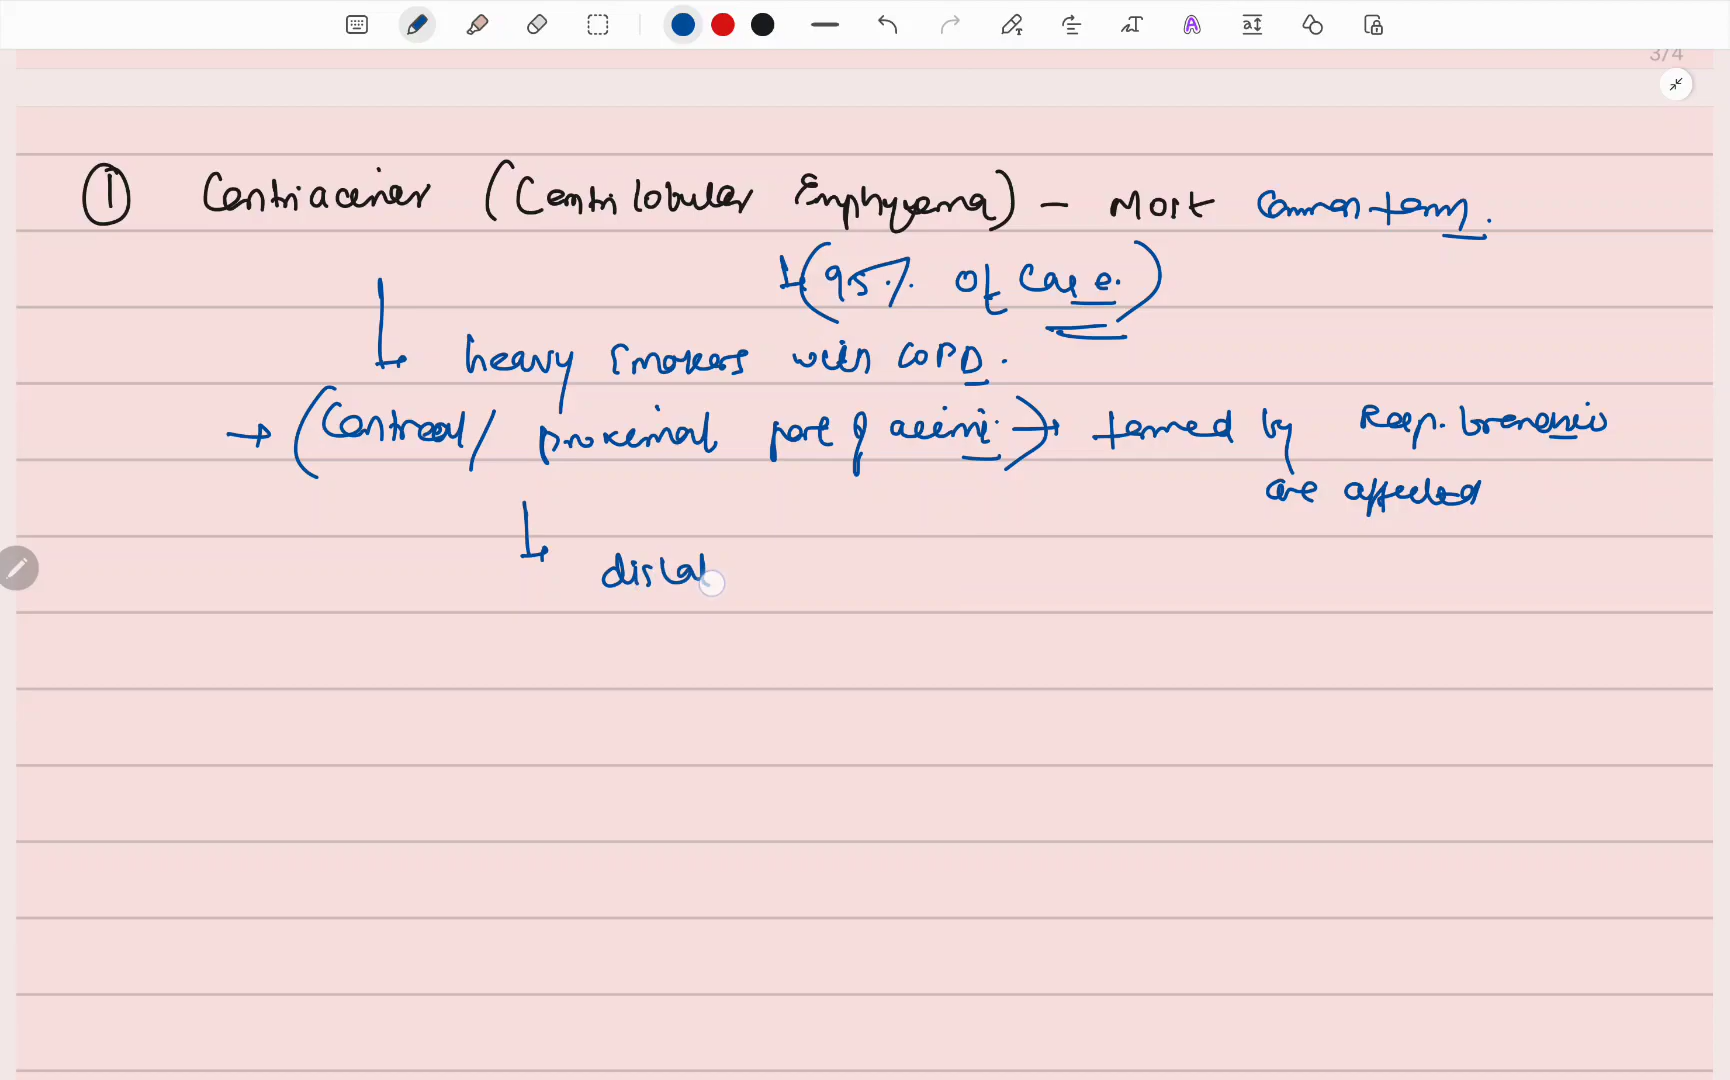 3/4
① Centriacinar (Centrilobular Emphysema) - Most Common form.
↳ (95% of Case.)
↳ heavy smokers with COPD.
→ (Central/ proximal part of acini.) → formed by Resp. bronchio
are affected
↳ distal